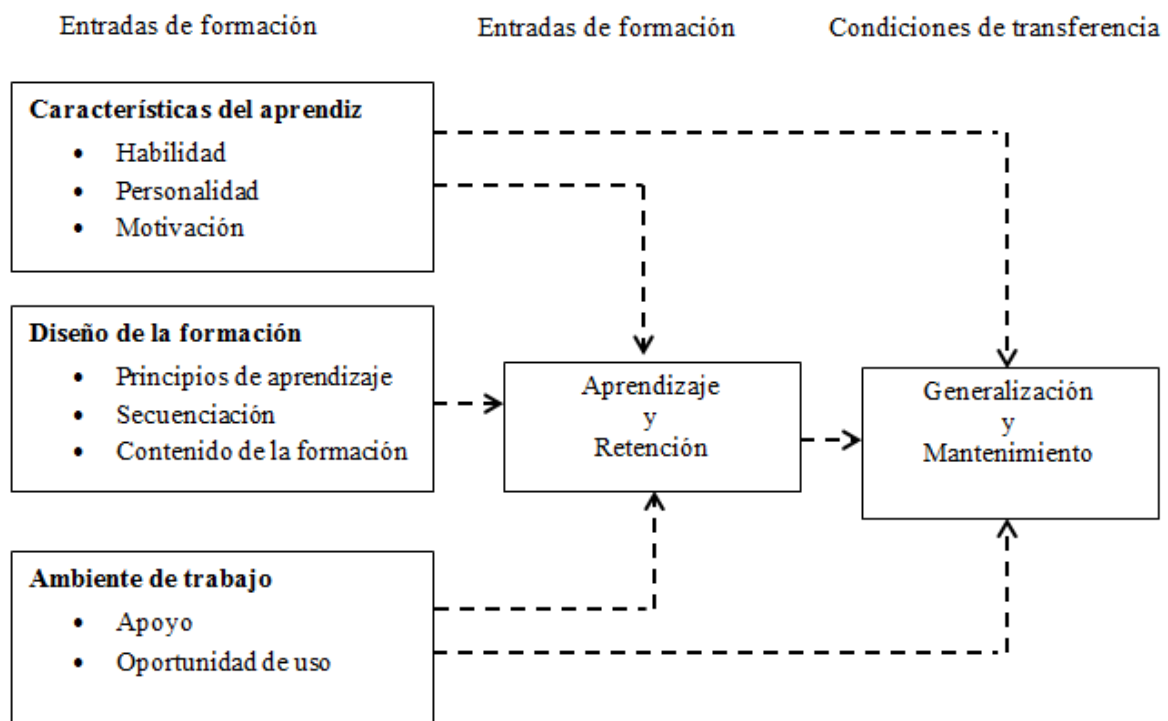 Entradas de formación
Entradas de formación
Condiciones de transferencia
Características del aprendiz
• Habilidad
• Personalidad
• Motivación
Diseño de la formación
• Principios de aprendizaje
• Secuenciación
• Contenido de la formación
Aprendizaje
y
Retención
Generalización
y
Mantenimiento
Ambiente de trabajo
• Apoyo
• Oportunidad de uso